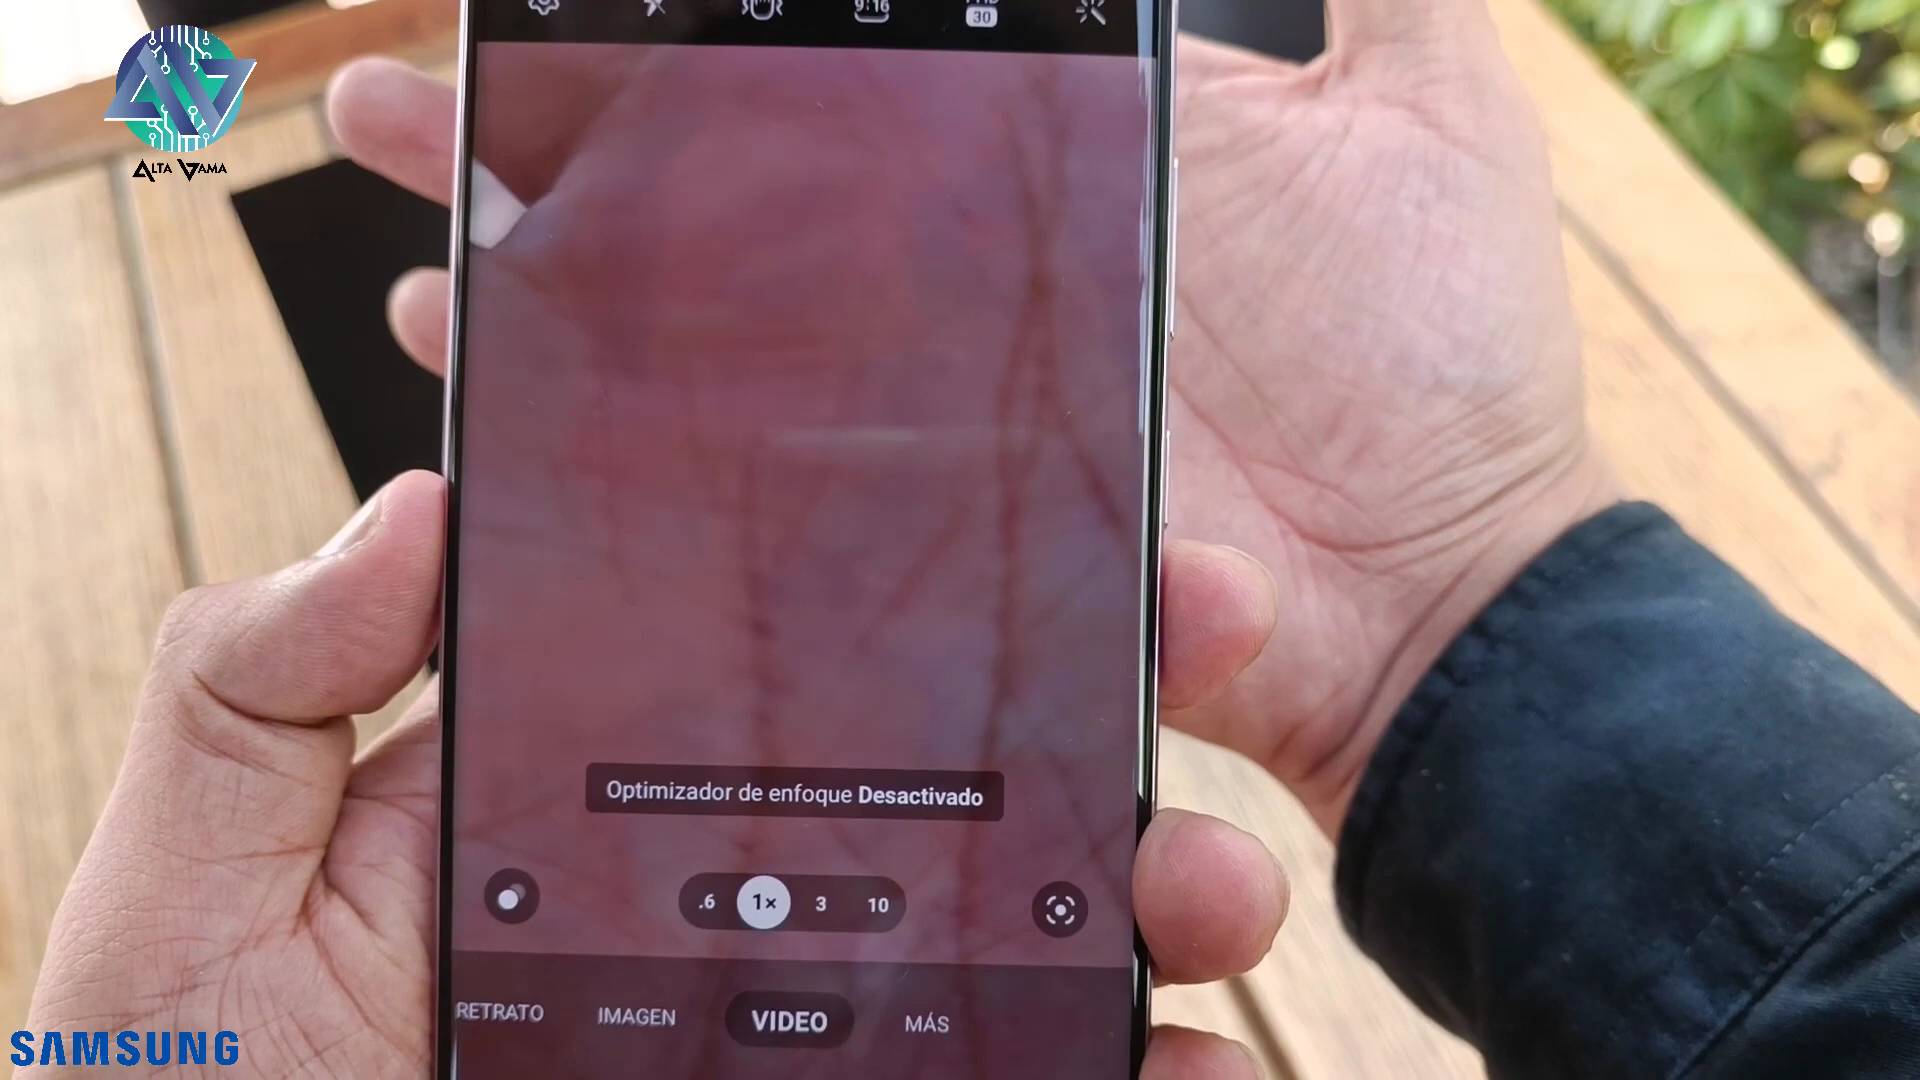 ALTA GAMA
9:16
30
Optimizador de enfoque Desactivado
.6 1× 3 10
RETRATO IMAGEN VIDEO MÁS
SAMSUNG